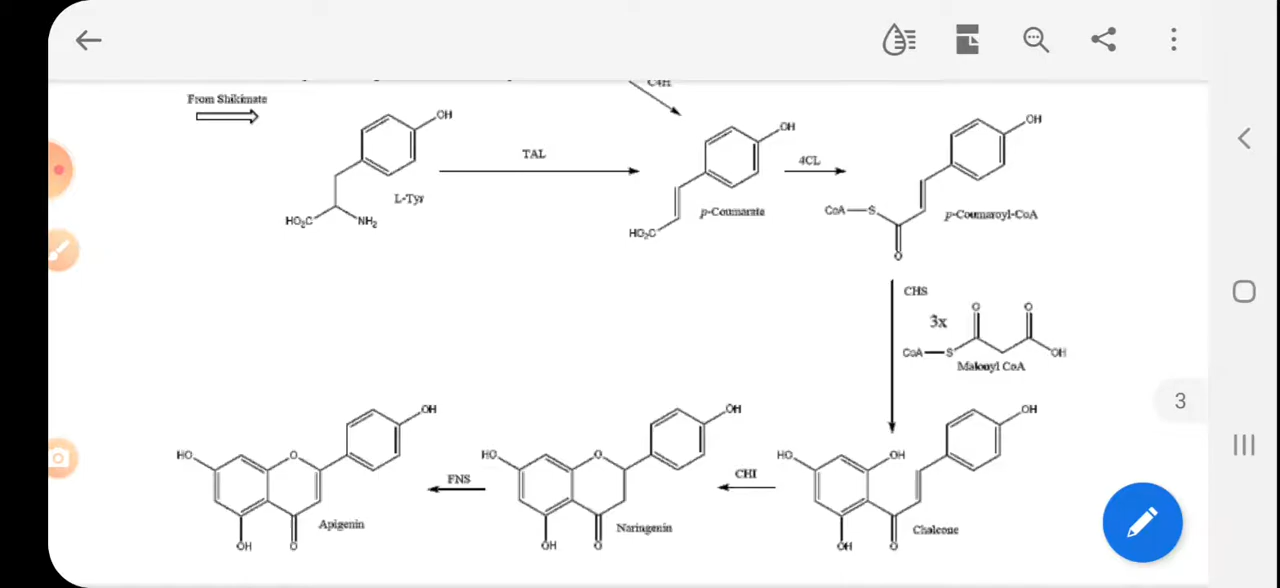 C4H
From Shikimate
OH
TAL
L-Tyr
HO₂C
NH₂
OH
4CL
p-Coumarate
HO₂C
OH
CoA—S
p-Coumaroyl-CoA
O
CHS
3x
O
O
CoA—S
OH
Malonyl CoA
3
OH
HO
O
FNS
Apigenin
OH
O
OH
HO
O
CHI
Naringenin
OH
O
OH
HO
OH
Chalcone
OH
O